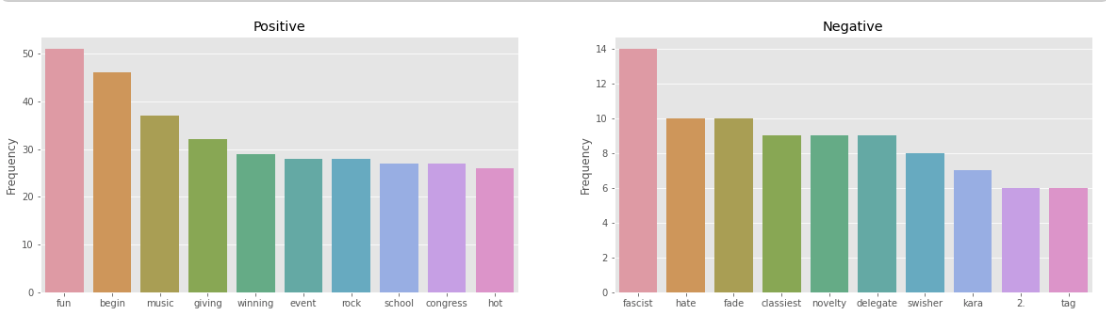 Positive
Frequency
50
40
30
20
10
0
fun begin music giving winning event rock school congress hot
Negative
Frequency
14
12
10
8
6
4
2
0
fascist hate fade classiest novelty delegate swisher kara 2. tag